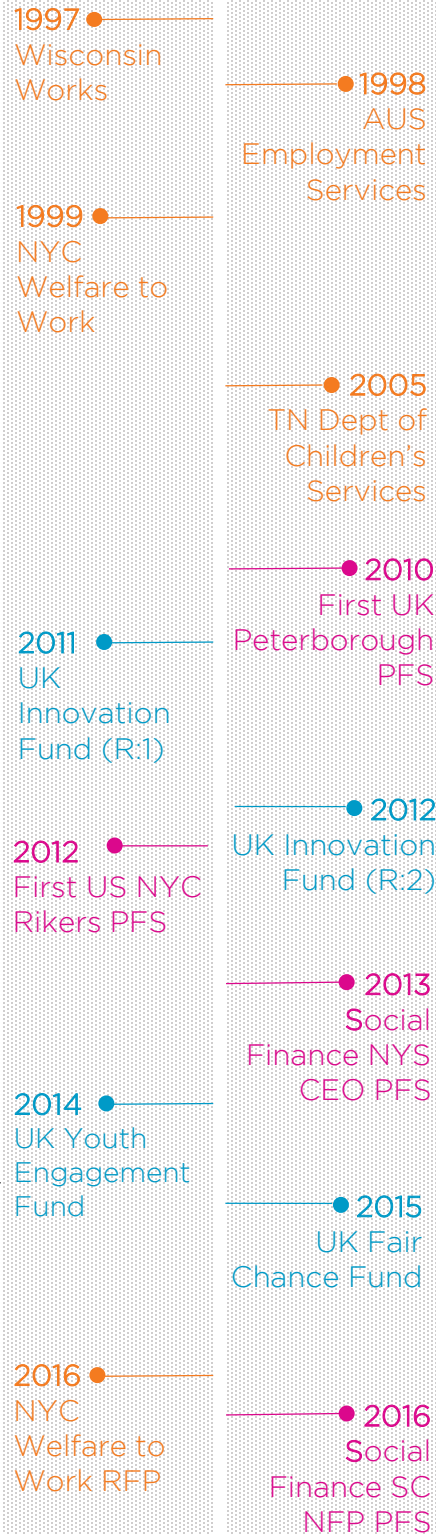 1997
Wisconsin
Works
1998
AUS
Employment
Services
1999
NYC
Welfare to
Work
2005
TN Dept of
Children's
Services
2010
First UK
Peterborough
PFS
2011
UK
Innovation
Fund (R:1)
2012
UK Innovation
Fund (R:2)
2012
First US NYC
Rikers PFS
2013
Social
Finance NYS
CEO PFS
2014
UK Youth
Engagement
Fund
2015
UK Fair
Chance Fund
2016
NYC
Welfare to
Work RFP
2016
Social
Finance SC
NFP PFS